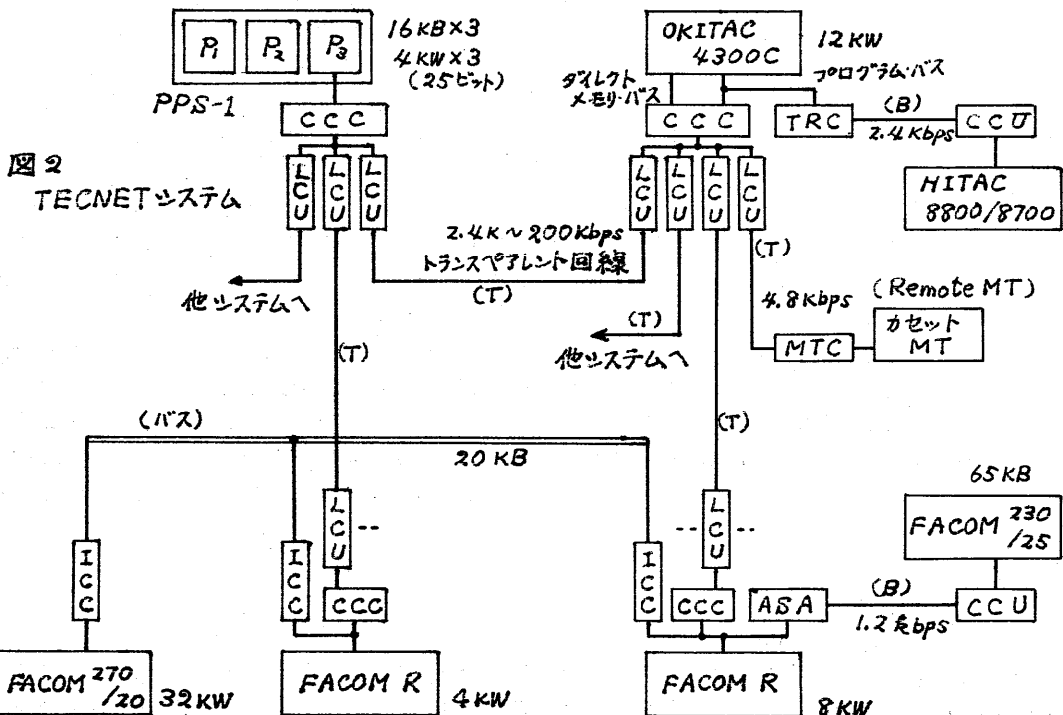 P1 P2 P3
16KB×3
4KW×3
(25ビット)
PPS-1
CCC
LCU LCU LCU
図2
TECNETシステム
他システムへ
2.4K~200Kbps
トランスペアレント回線
(T)
(T)
OKITAC
4300C
12KW
ダイレクト
メモリ・バス
プログラム・バス
CCC
TRC
(B)
2.4Kbps
CCU
HITAC
8800/8700
LCU LCU LCU LCU
(T)
他システムへ
(T)
4.8Kbps
(Remote MT)
MTC
カセット
MT
(T)
(バス)
20KB
ICC
FACOM 270
/20
32KW
ICC
LCU
--
CCC
FACOM R
4KW
ICC
--
LCU
--
CCC
ASA
(B)
1.2kbps
CCU
65KB
FACOM 230
/25
FACOM R
8KW